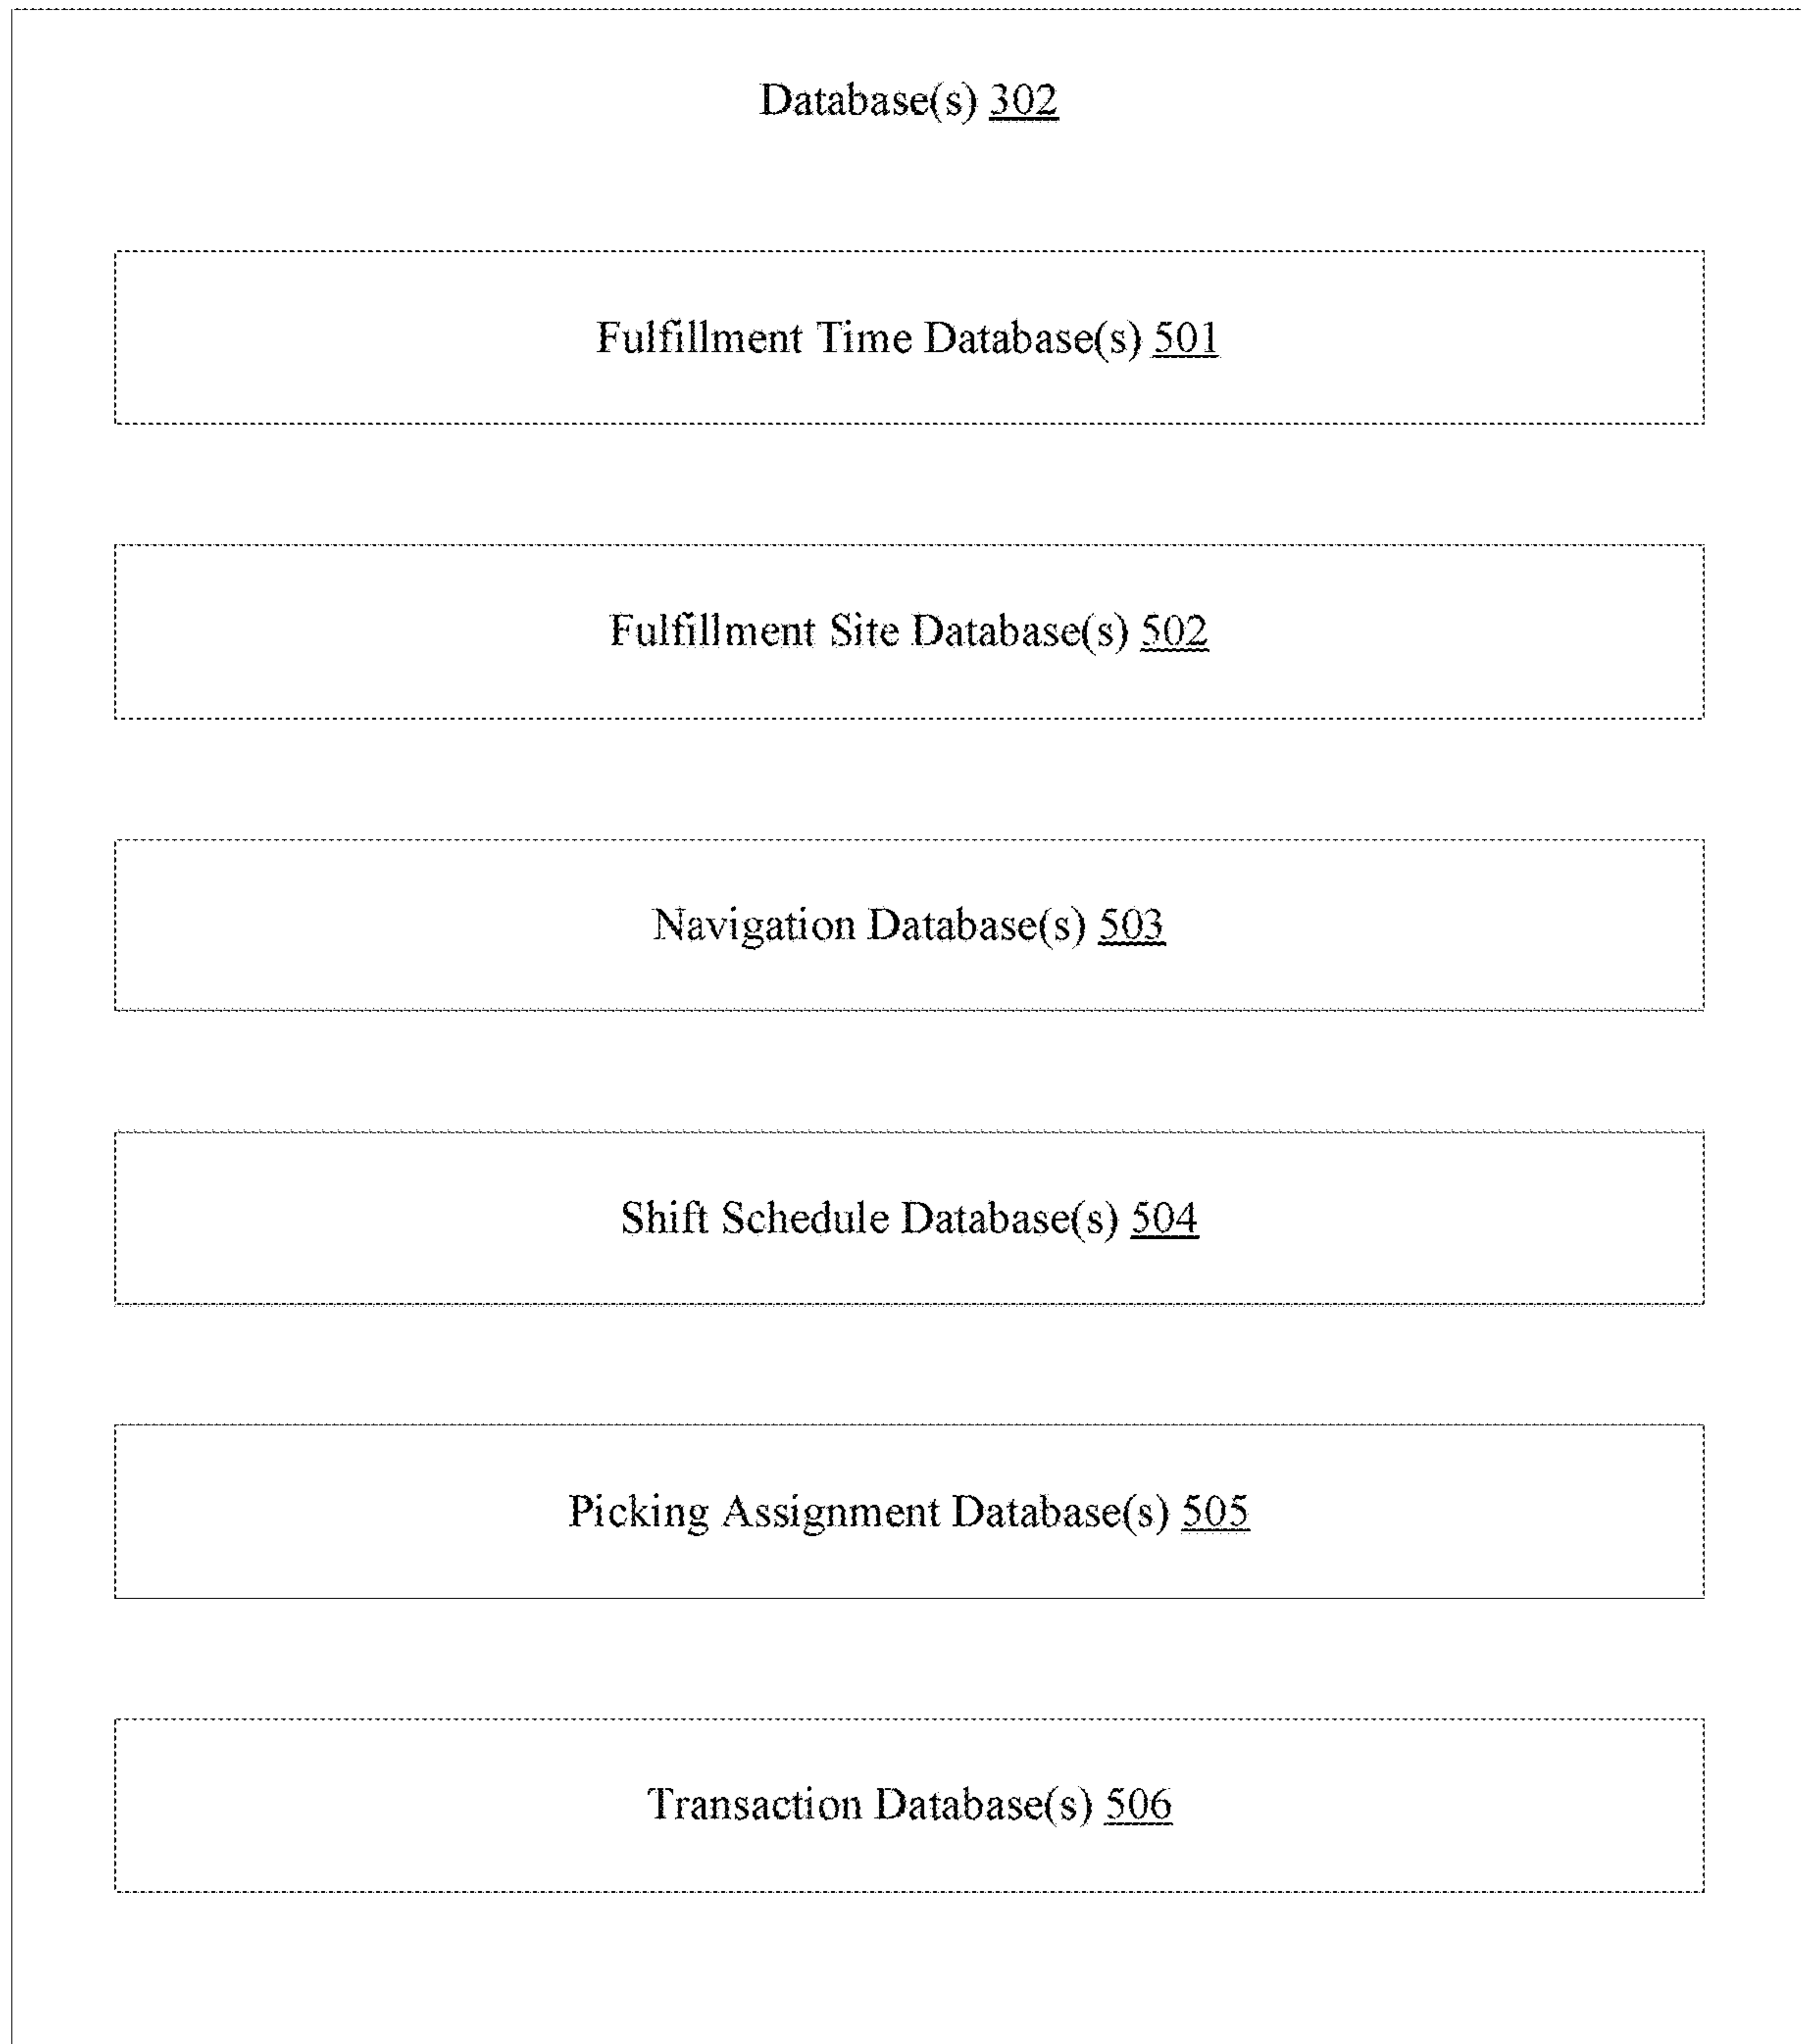 Database(s) 302
Fulfillment Time Database(s) 501
Fulfillment Site Database(s) 502
Navigation Database(s) 503
Shift Schedule Database(s) 504
Picking Assignment Database(s) 505
Transaction Database(s) 506